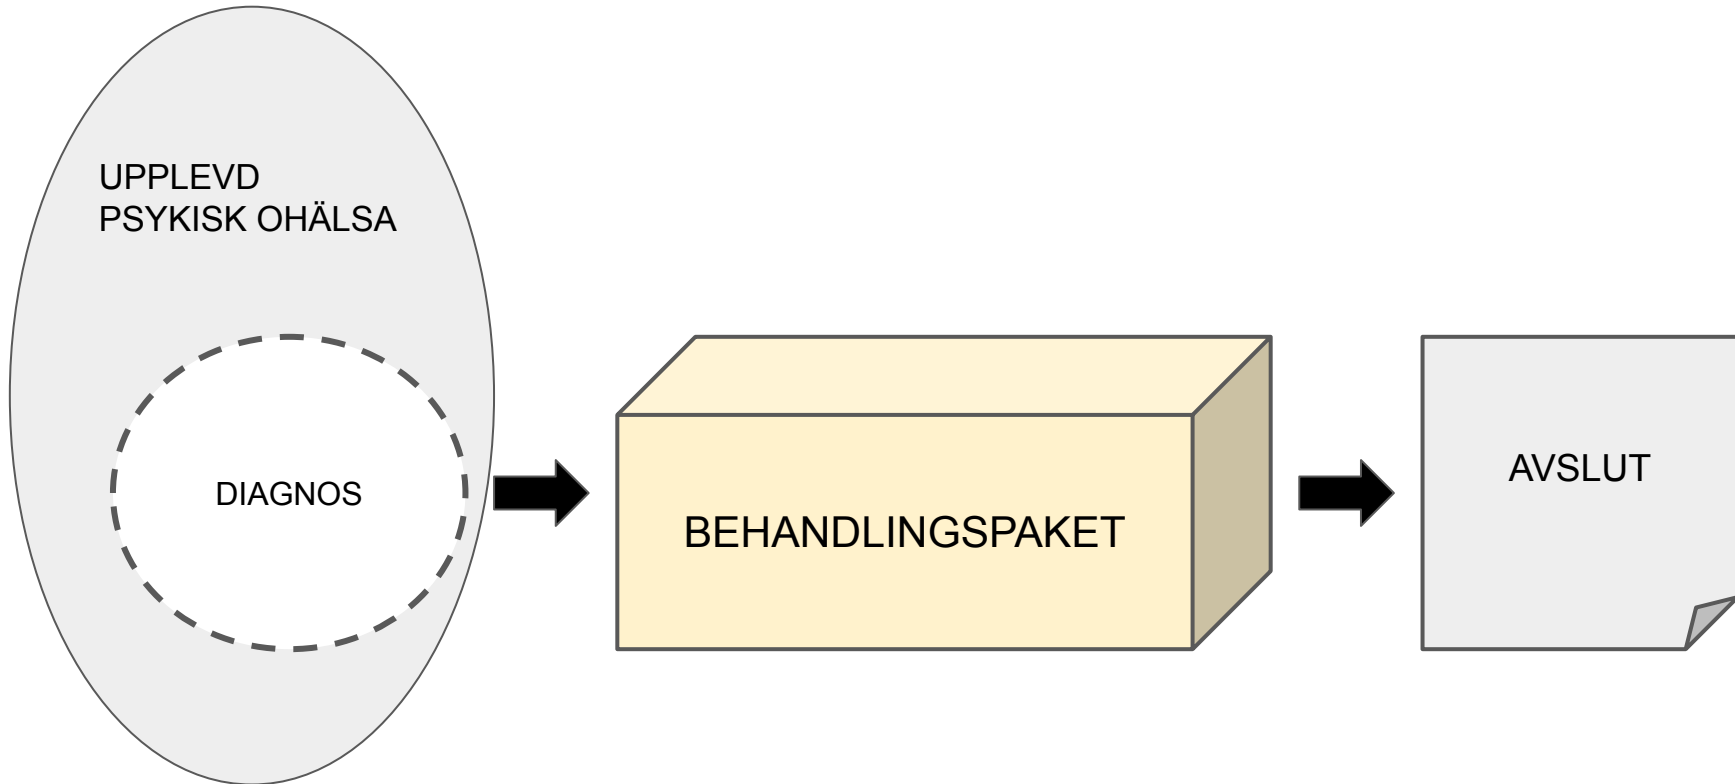 UPPLEVD
PSYKISK OHÄLSA
DIAGNOS
BEHANDLINGSPAKET
AVSLUT